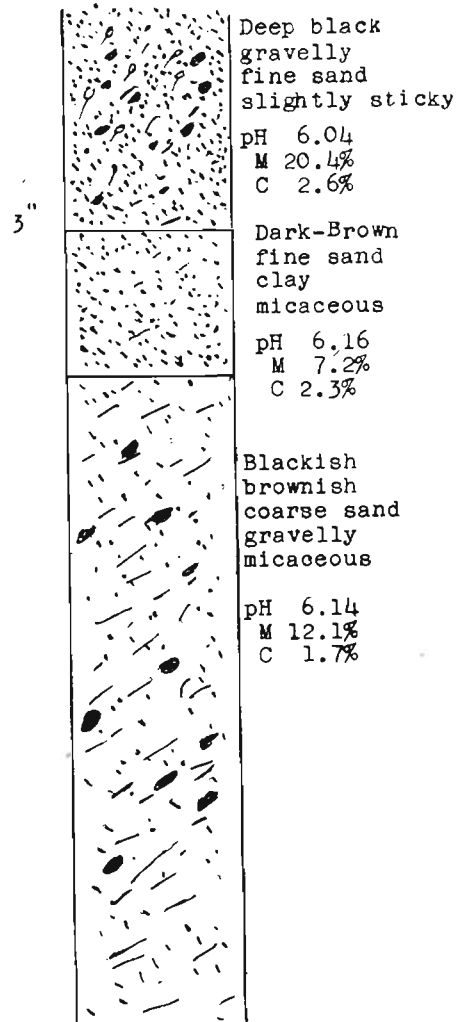 Deep black
gravelly
fine sand
slightly sticky
pH 6.04
M 20.4%
C 2.6%
3"
Dark-Brown
fine sand
clay
micaceous
pH 6.16
M 7.2%
C 2.3%
Blackish
brownish
coarse sand
gravelly
micaceous
pH 6.14
M 12.1%
C 1.7%